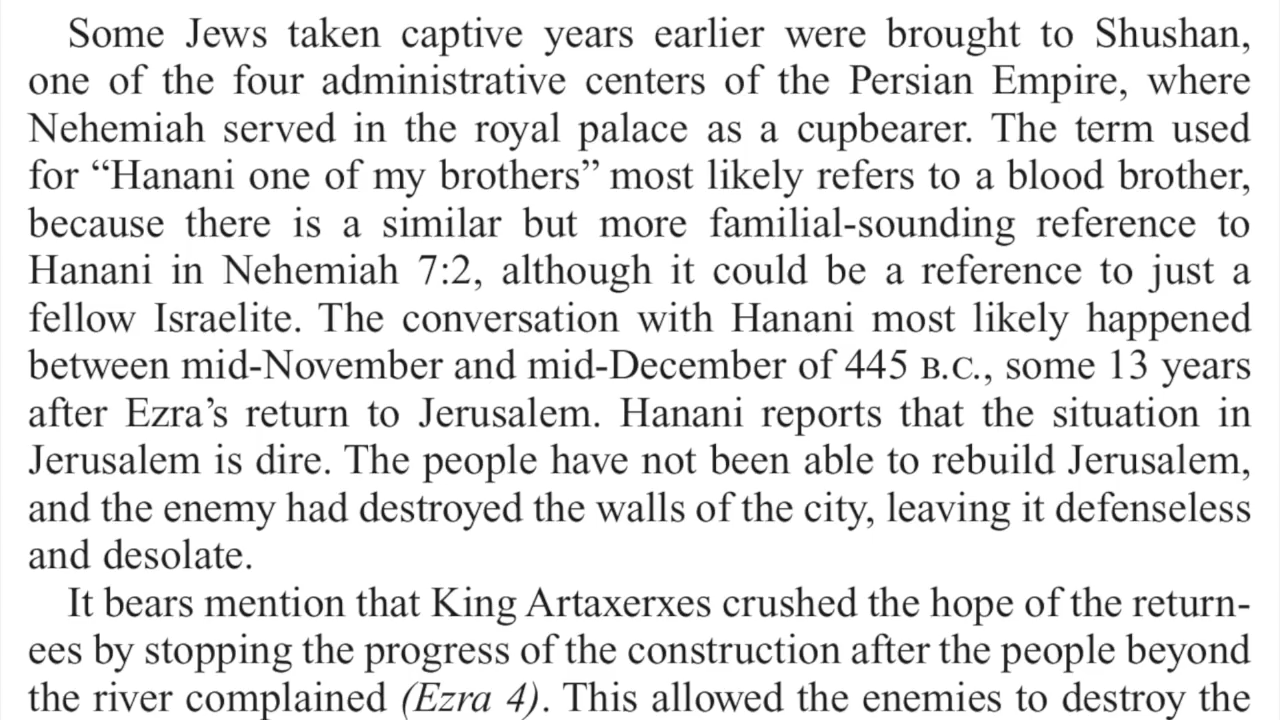 Some Jews taken captive years earlier were brought to Shushan,
one of the four administrative centers of the Persian Empire, where
Nehemiah served in the royal palace as a cupbearer. The term used
for “Hanani one of my brothers” most likely refers to a blood brother,
because there is a similar but more familial-sounding reference to
Hanani in Nehemiah 7:2, although it could be a reference to just a
fellow Israelite. The conversation with Hanani most likely happened
between mid-November and mid-December of 445 B.C., some 13 years
after Ezra’s return to Jerusalem. Hanani reports that the situation in
Jerusalem is dire. The people have not been able to rebuild Jerusalem,
and the enemy had destroyed the walls of the city, leaving it defenseless
and desolate.
It bears mention that King Artaxerxes crushed the hope of the return-
ees by stopping the progress of the construction after the people beyond
the river complained (Ezra 4). This allowed the enemies to destroy the